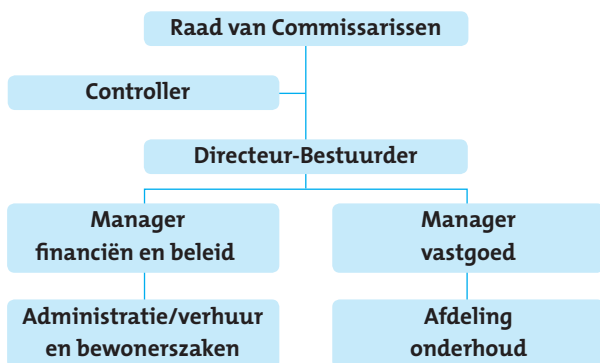 Raad van Commissarissen
Controller
Directeur-Bestuurder
Manager
financiën en beleid
Manager
vastgoed
Administratie/verhuur
en bewonerszaken
Afdeling
onderhoud